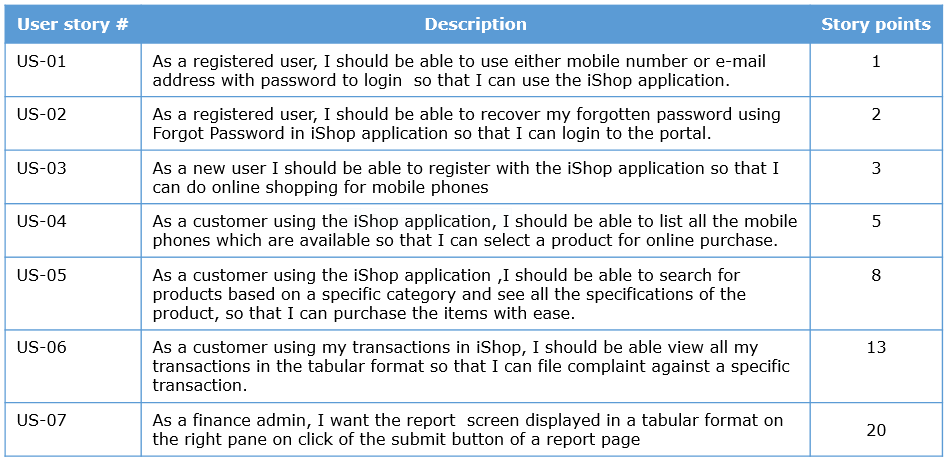 User story # Description Story points
US-01 As a registered user, I should be able to use either mobile number or e-mail 1
address with password to login  so that I can use the iShop application.
US-02 As a registered user, I should be able to recover my forgotten password using 2
Forgot Password in iShop application so that I can login to the portal.
US-03 As a new user I should be able to register with the iShop application so that I 3
can do online shopping for mobile phones
US-04 As a customer using the iShop application, I should be able to list all the mobile 5
phones which are available so that I can select a product for online purchase.
US-05 As a customer using the iShop application ,I should be able to search for 8
products based on a specific category and see all the specifications of the
product, so that I can purchase the items with ease.
US-06 As a customer using my transactions in iShop, I should be able view all my 13
transactions in the tabular format so that I can file complaint against a specific
transaction.
US-07 As a finance admin, I want the report  screen displayed in a tabular format on
the right pane on click of the submit button of a report page 20